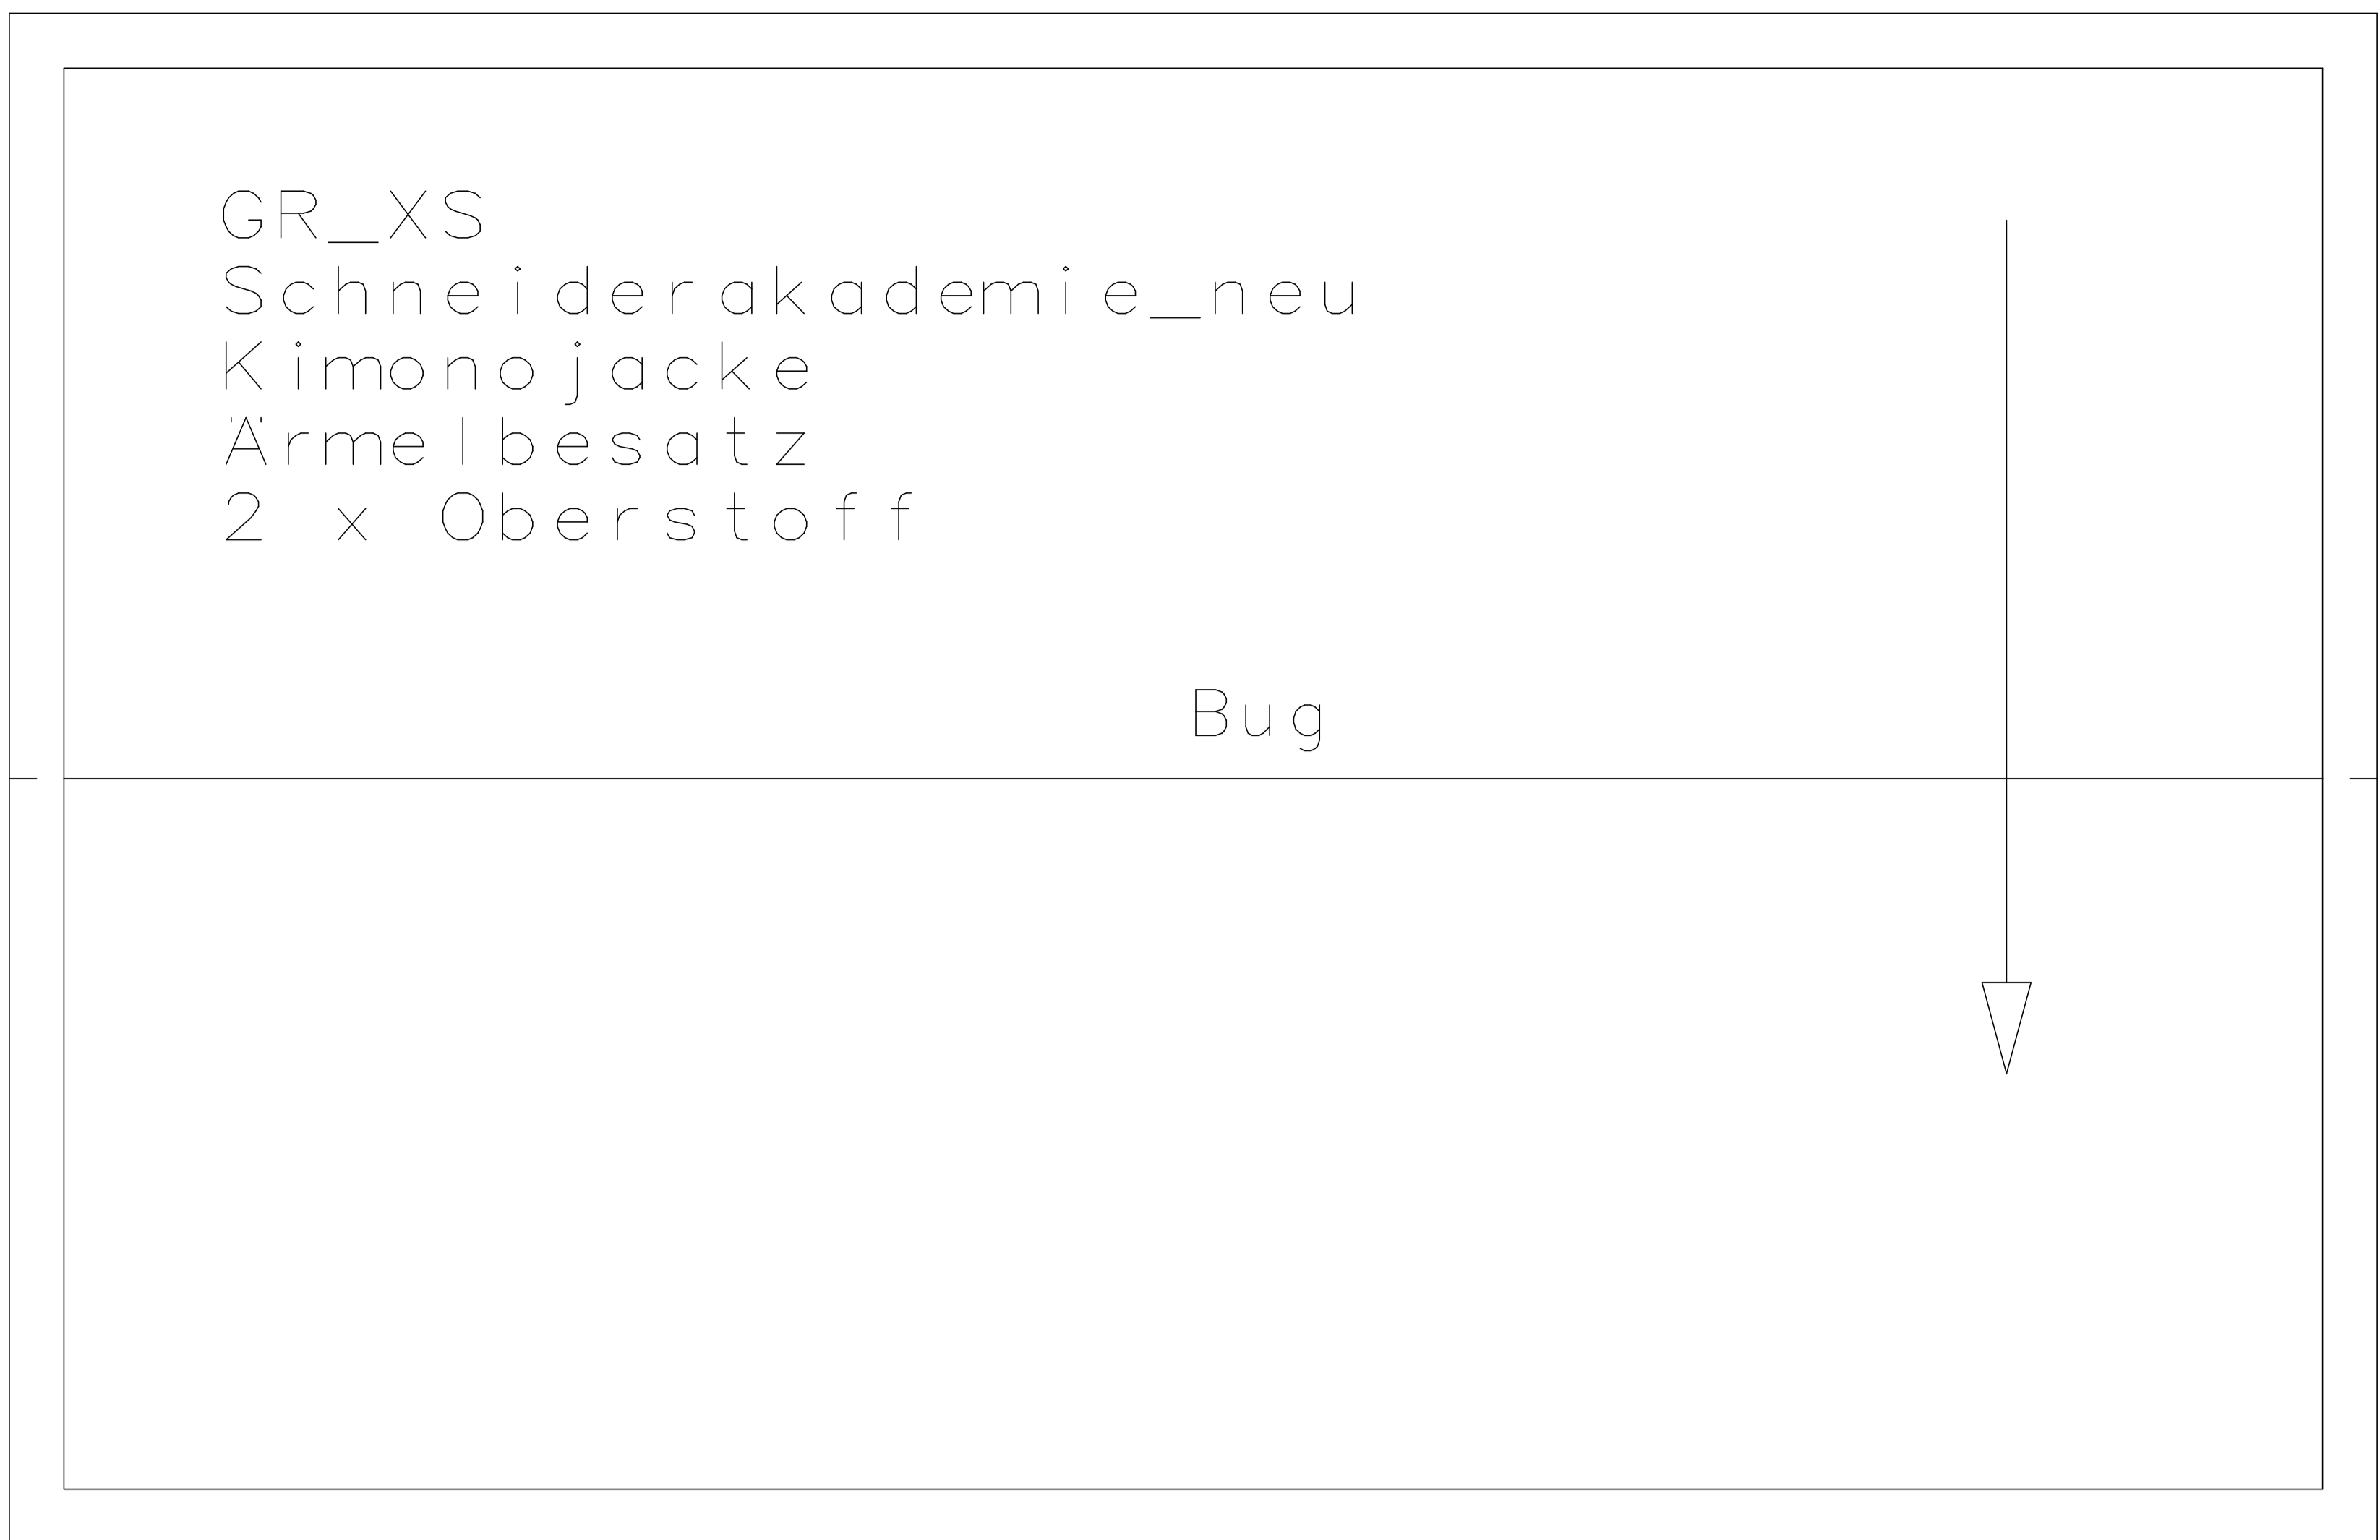 GR_XS
Schneiderakademie_neu
Kimonojacke
Ärmelbesatz
2 x Oberstoff
Bug